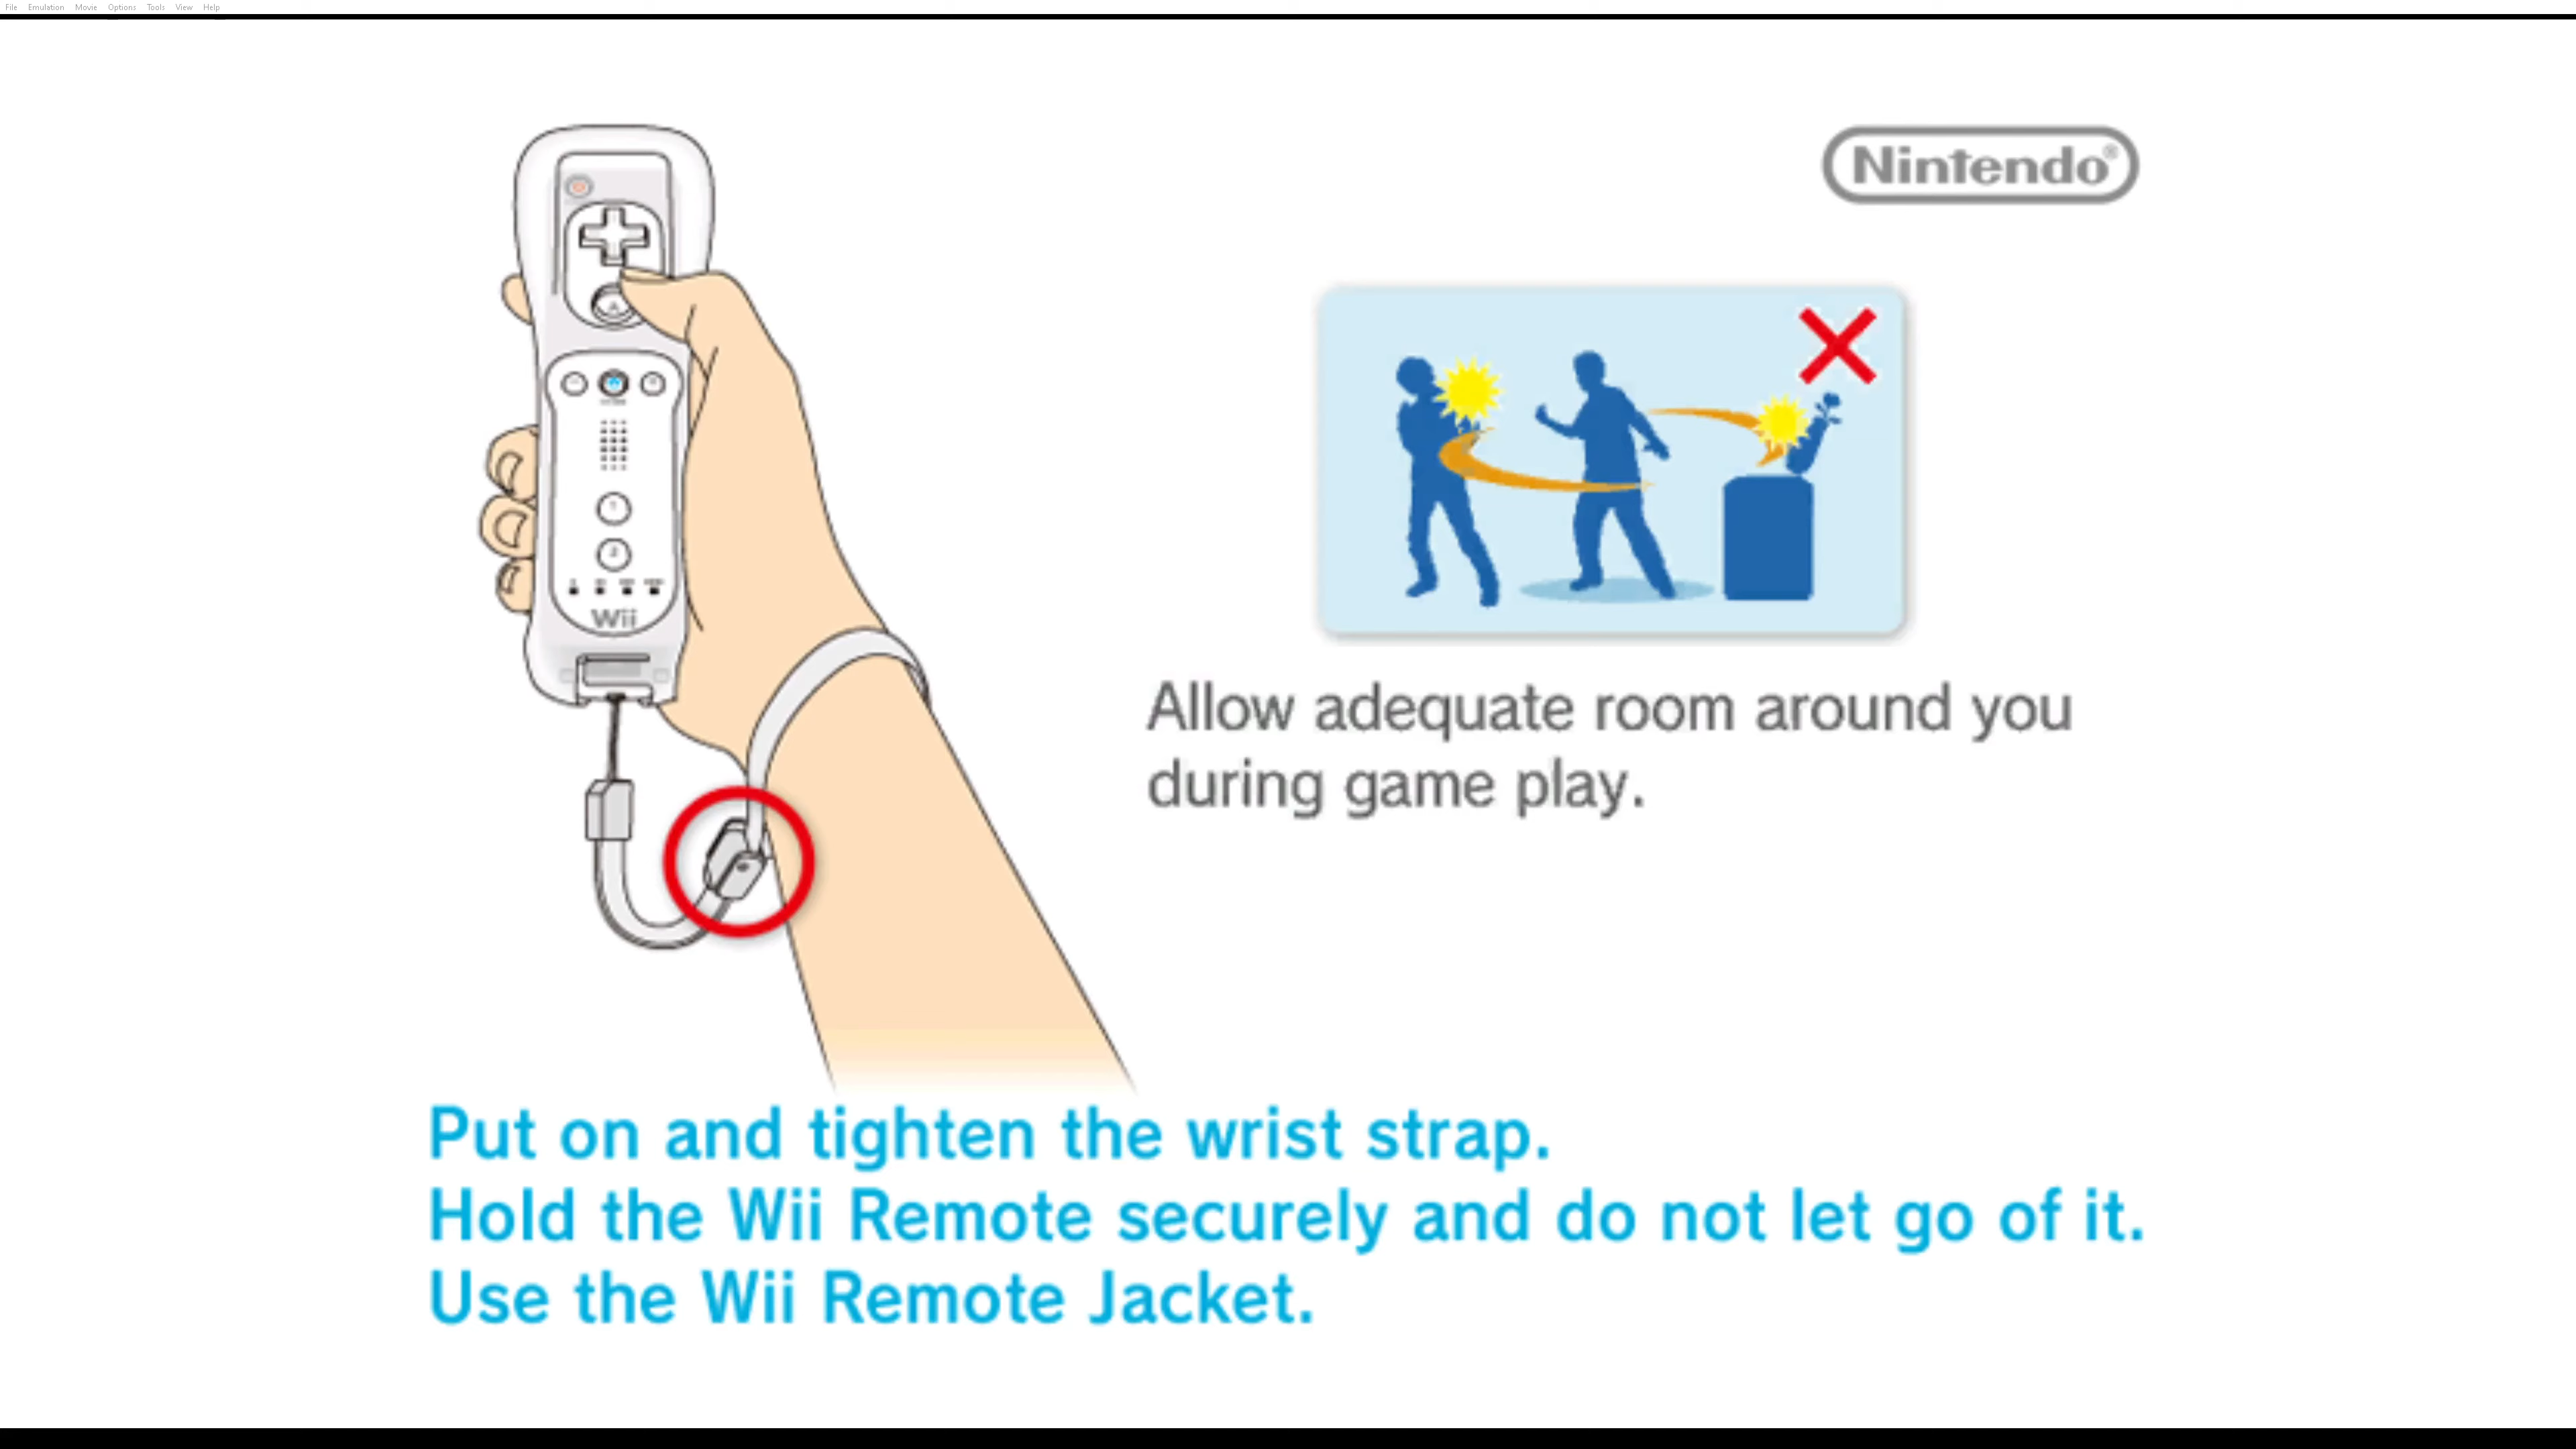 File Emulation Movie Options Tools View Help
Nintendo®
Wii
Allow adequate room around you
during game play.
Put on and tighten the wrist strap.
Hold the Wii Remote securely and do not let go of it.
Use the Wii Remote Jacket.